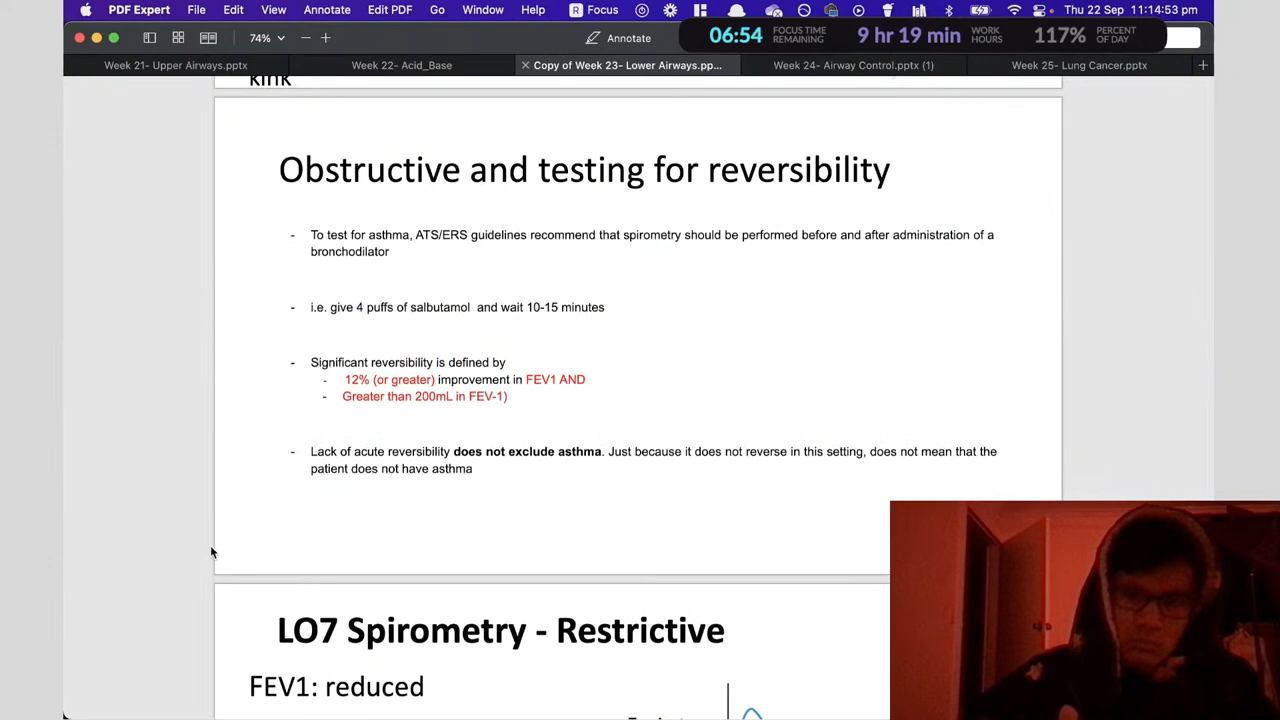 PDF Expert File Edit View Annotate Edit PDF Go Window Help Focus Thu 22 Sep 11:14:53 pm
74% Annotate 06:54 FOCUS TIME REMAINING 9 hr 19 min WORK HOURS 117% PERCENT OF DAY
Week 21- Upper Airways.pptx Week 22- Acid_Base Copy of Week 23- Lower Airways.pp... Week 24- Airway Control.pptx (1) Week 25- Lung Cancer.pptx
kink
Obstructive and testing for reversibility
- To test for asthma, ATS/ERS guidelines recommend that spirometry should be performed before and after administration of a
bronchodilator
- i.e. give 4 puffs of salbutamol and wait 10-15 minutes
- Significant reversibility is defined by
- 12% (or greater) improvement in FEV1 AND
- Greater than 200mL in FEV-1)
- Lack of acute reversibility does not exclude asthma. Just because it does not reverse in this setting, does not mean that the
patient does not have asthma
LO7 Spirometry - Restrictive
FEV1: reduced